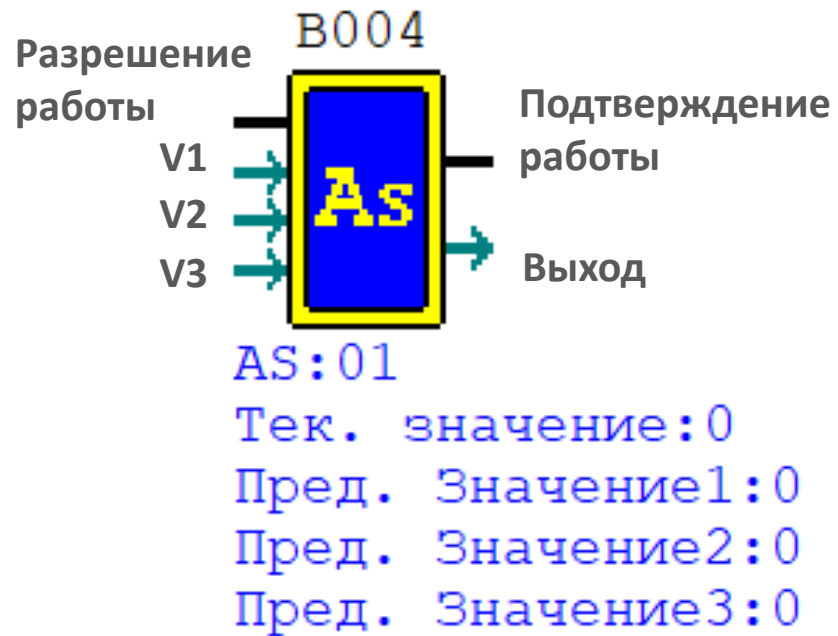 B004
Разрешение
работы
V1
V2
V3
As
Подтверждение
работы
Выход
AS:01
Тек. значение:0
Пред. Значение1:0
Пред. Значение2:0
Пред. Значение3:0